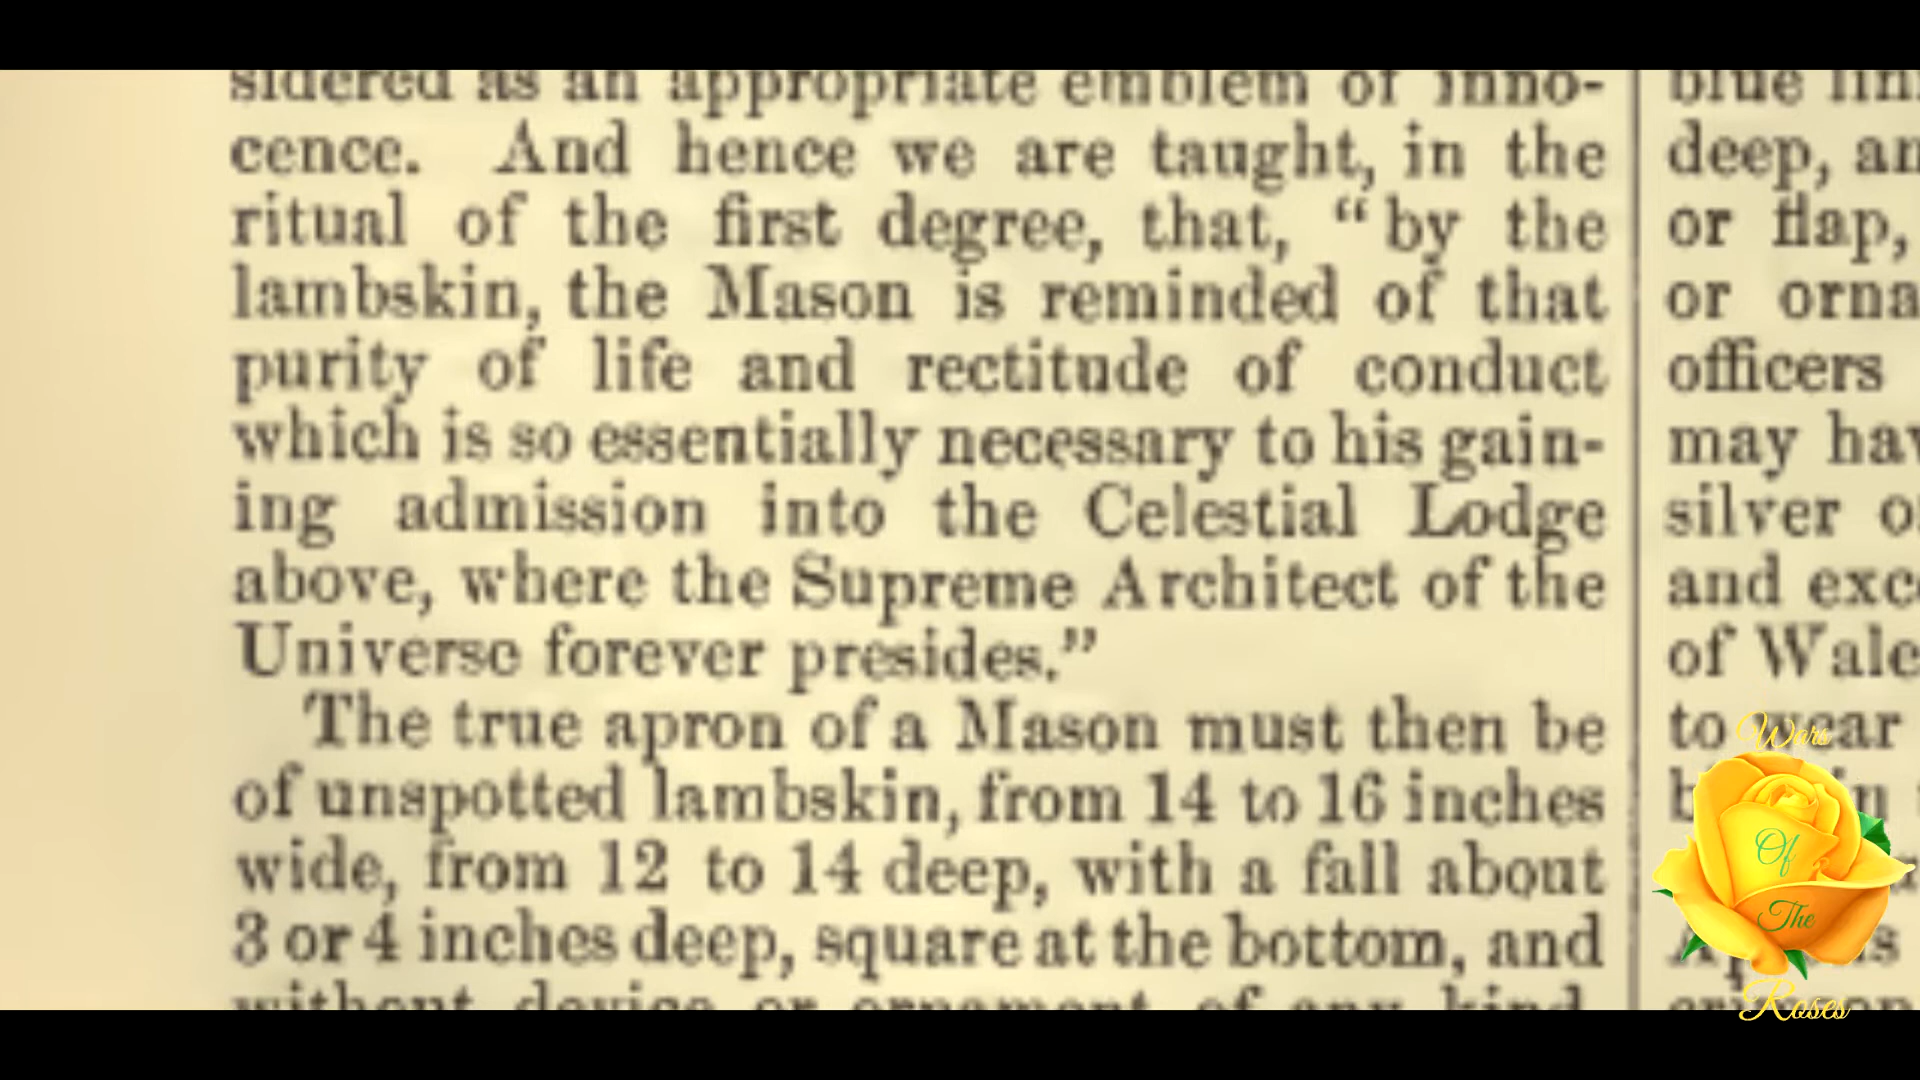 sidered as an appropriate emblem of inno-
cence. And hence we are taught, in the
ritual of the first degree, that, “by the
lambskin, the Mason is reminded of that
purity of life and rectitude of conduct
which is so essentially necessary to his gain-
ing admission into the Celestial Lodge
above, where the Supreme Architect of the
Universe forever presides.”
The true apron of a Mason must then be
of unspotted lambskin, from 14 to 16 inches
wide, from 12 to 14 deep, with a fall about
3 or 4 inches deep, square at the bottom, and
without device or ornament of any kind.
blue
deep,
or flap,
or
officers
may
silver
and
of
to wear
Wars
Of
The
Roses